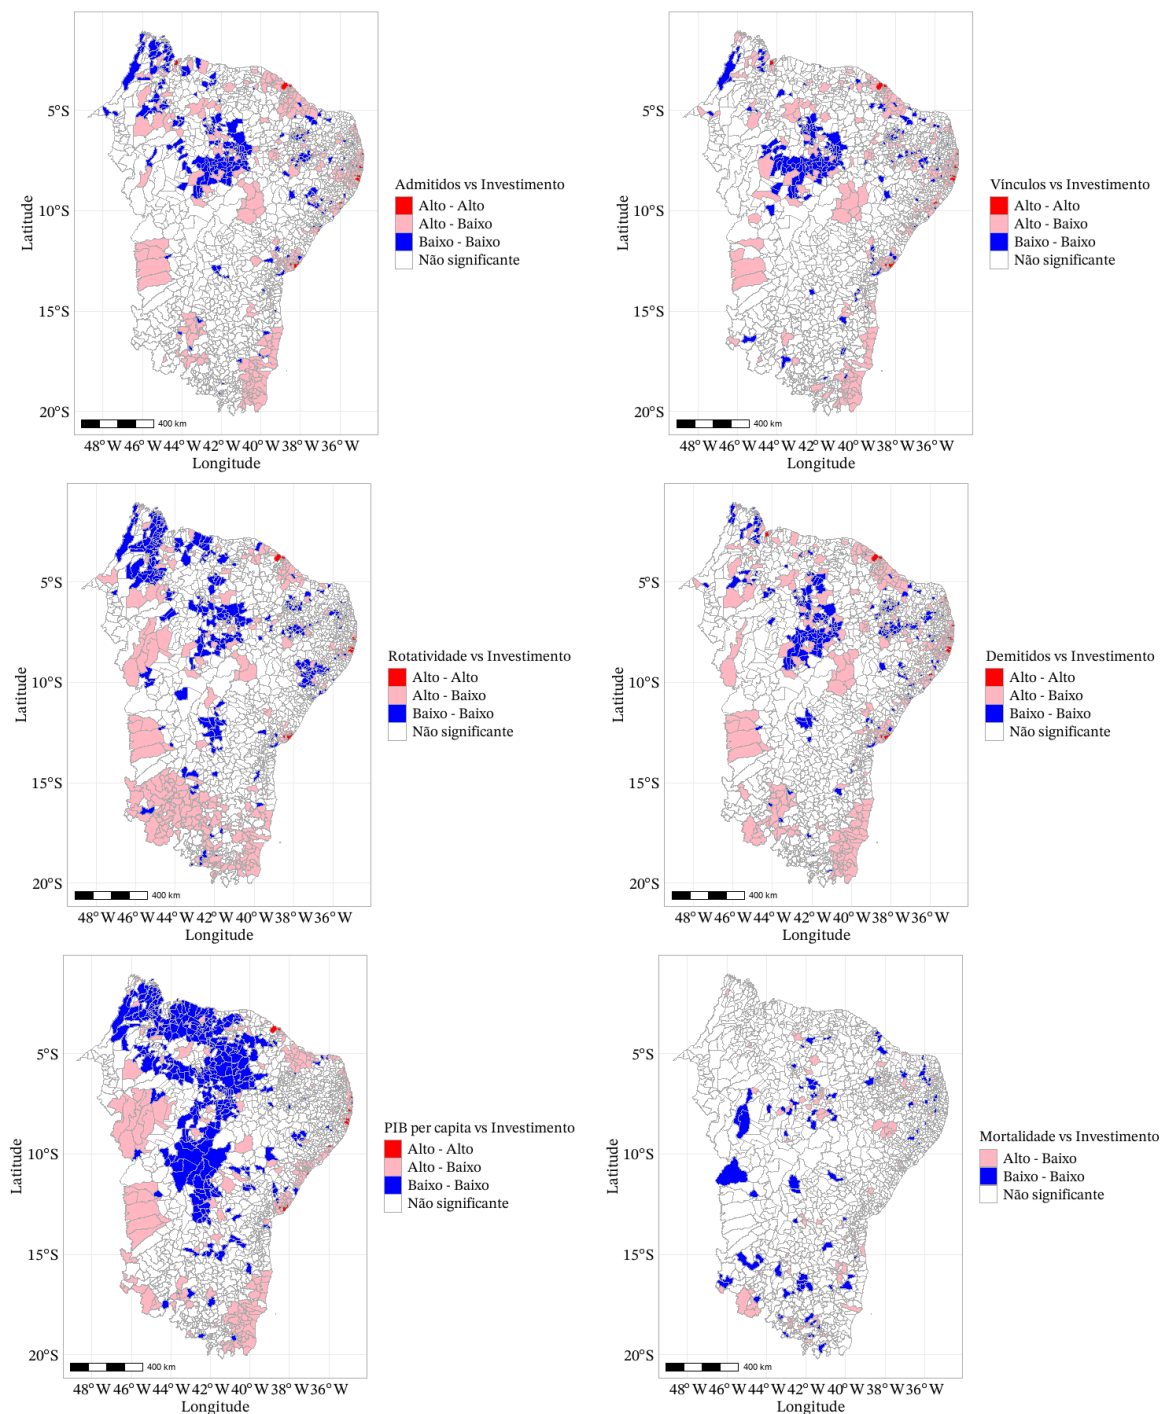 5°S
10°S
15°S
20°S
Latitude
400 km
48°W 46°W 44°W 42°W 40°W 38°W 36°W
Longitude
Admitidos vs Investimento
Alto - Alto
Alto - Baixo
Baixo - Baixo
Não significante
5°S
10°S
15°S
20°S
Latitude
400 km
48°W 46°W 44°W 42°W 40°W 38°W 36°W
Longitude
Vínculos vs Investimento
Alto - Alto
Alto - Baixo
Baixo - Baixo
Não significante
5°S
10°S
15°S
20°S
Latitude
400 km
48°W 46°W 44°W 42°W 40°W 38°W 36°W
Longitude
Rotatividade vs Investimento
Alto - Alto
Alto - Baixo
Baixo - Baixo
Não significante
5°S
10°S
15°S
20°S
Latitude
400 km
48°W 46°W 44°W 42°W 40°W 38°W 36°W
Longitude
Demitidos vs Investimento
Alto - Alto
Alto - Baixo
Baixo - Baixo
Não significante
5°S
10°S
15°S
20°S
Latitude
400 km
48°W 46°W 44°W 42°W 40°W 38°W 36°W
Longitude
PIB per capita vs Investimento
Alto - Alto
Alto - Baixo
Baixo - Baixo
Não significante
5°S
10°S
15°S
20°S
Latitude
400 km
48°W 46°W 44°W 42°W 40°W 38°W 36°W
Longitude
Mortalidade vs Investimento
Alto - Baixo
Baixo - Baixo
Não significante